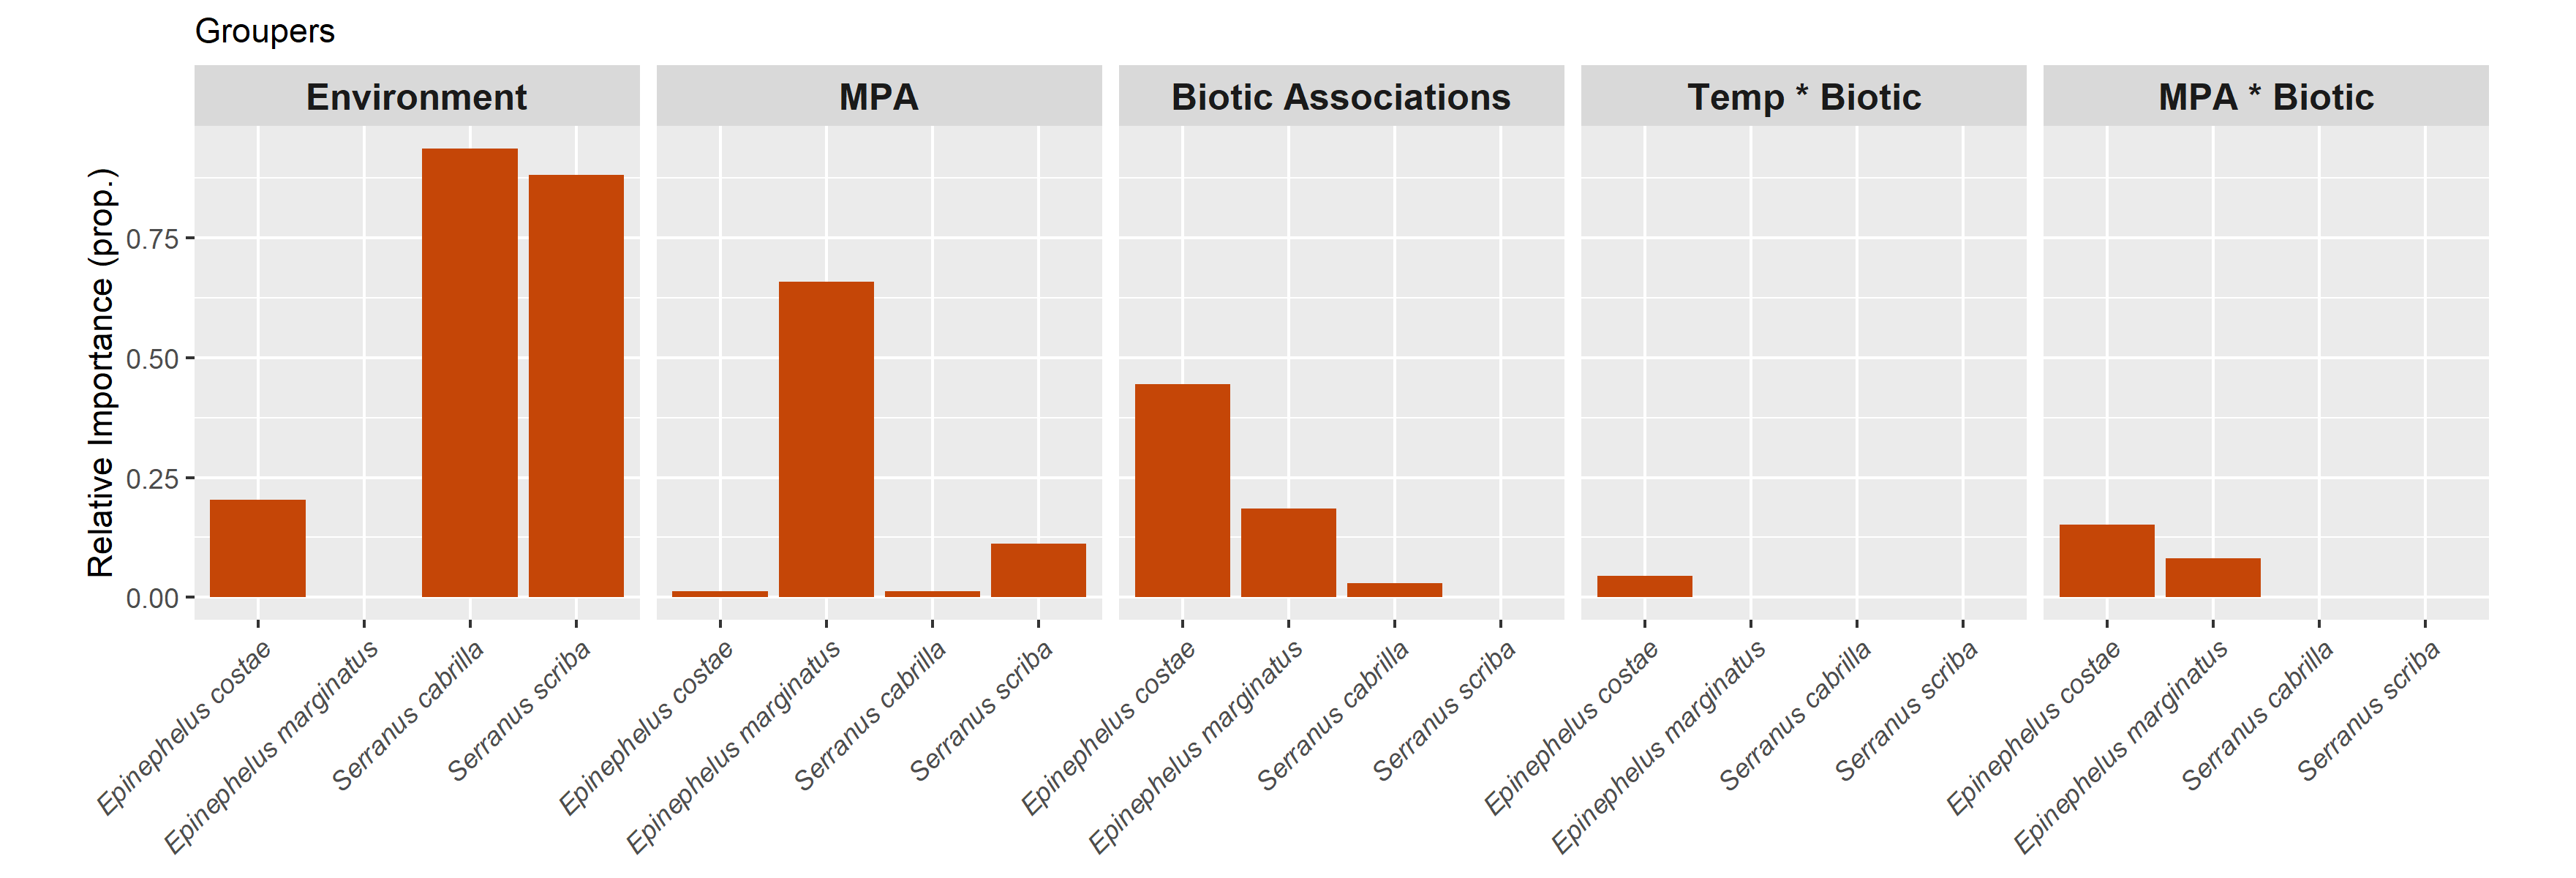 Groupers
Environment
MPA
Biotic Associations
Temp * Biotic
MPA * Biotic
Relative Importance (prop.)
0.75
0.50
0.25
0.00
Epinephelus costae
Epinephelus marginatus
Serranus cabrilla
Serranus scriba
Epinephelus costae
Epinephelus marginatus
Serranus cabrilla
Serranus scriba
Epinephelus costae
Epinephelus marginatus
Serranus cabrilla
Serranus scriba
Epinephelus costae
Epinephelus marginatus
Serranus cabrilla
Serranus scriba
Epinephelus costae
Epinephelus marginatus
Serranus cabrilla
Serranus scriba